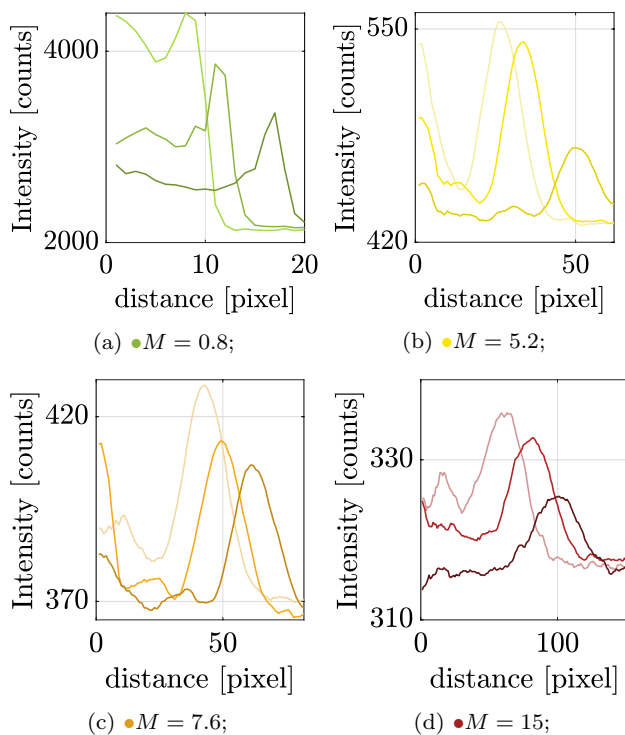 Intensity [counts]
4000
2000
0
10
20
distance [pixel]
(a) ●M = 0.8;
Intensity [counts]
550
420
0
50
distance [pixel]
(b) ●M = 5.2;
Intensity [counts]
420
370
0
50
distance [pixel]
(c) ●M = 7.6;
Intensity [counts]
330
310
0
100
distance [pixel]
(d) ●M = 15;